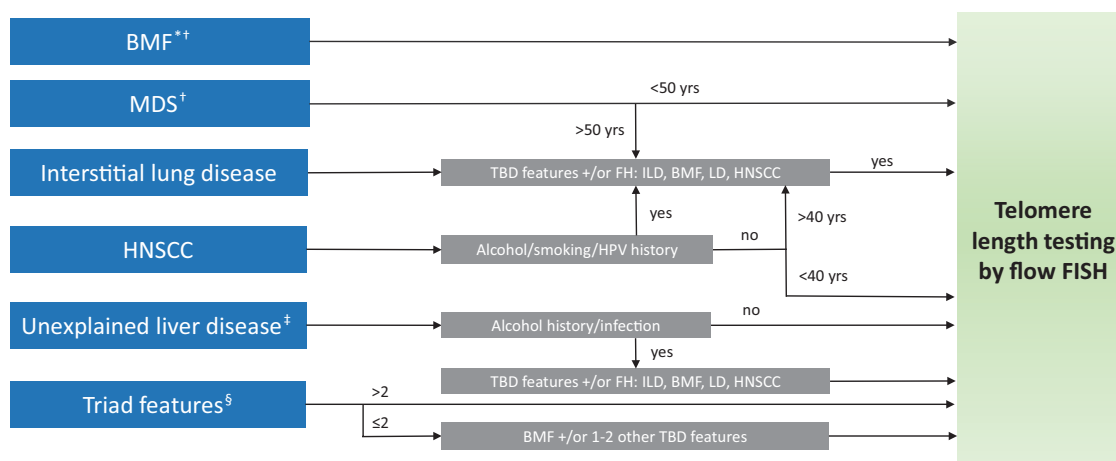 BMF*†
MDS†
<50 yrs
>50 yrs
Interstitial lung disease
TBD features +/or FH: ILD, BMF, LD, HNSCC
yes
yes
>40 yrs
HNSCC
Alcohol/smoking/HPV history
no
<40 yrs
Unexplained liver disease‡
Alcohol history/infection
no
yes
TBD features +/or FH: ILD, BMF, LD, HNSCC
Triad features§
>2
≤2
BMF +/or 1-2 other TBD features
Telomere
length testing
by flow FISH